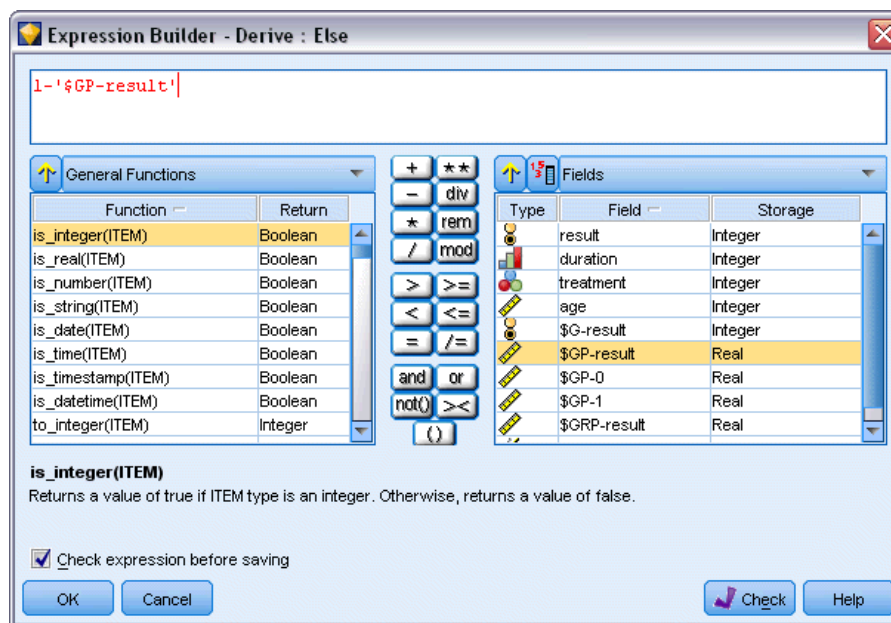 Expression Builder - Derive : Else
1-'$GP-result'
General Functions
Fields
Function Return
is_integer(ITEM) Boolean
is_real(ITEM) Boolean
is_number(ITEM) Boolean
is_string(ITEM) Boolean
is_date(ITEM) Boolean
is_time(ITEM) Boolean
is_timestamp(ITEM) Boolean
is_datetime(ITEM) Boolean
to_integer(ITEM) Integer
+ **
- div
* rem
/ mod
> >=
< <=
= /=
and or
not() ><
()
Type Field Storage
result Integer
duration Integer
treatment Integer
age Integer
$G-result Integer
$GP-result Real
$GP-0 Real
$GP-1 Real
$GRP-result Real
is_integer(ITEM)
Returns a value of true if ITEM type is an integer. Otherwise, returns a value of false.
Check expression before saving
OK Cancel Check Help